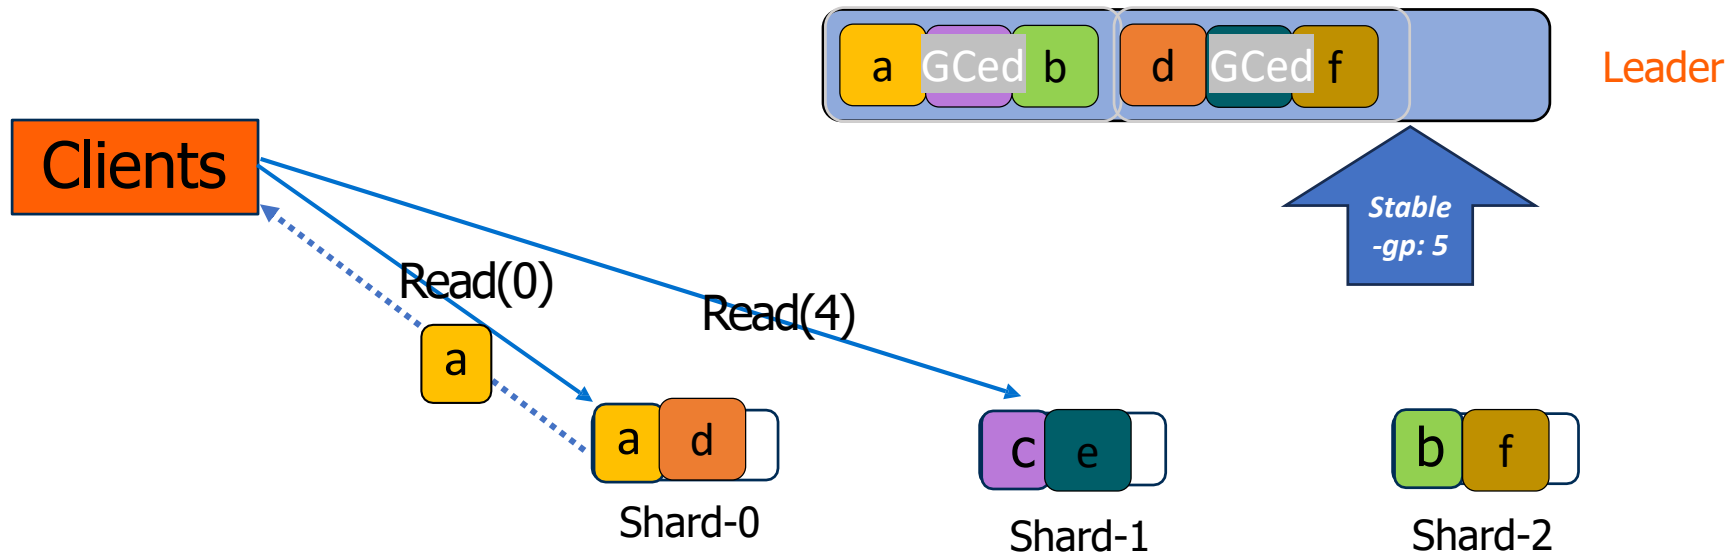 a GCed b d GCed f
Leader
Clients
Stable
-gp: 5
Read(0)
Read(4)
a
a d
c e
b f
Shard-0
Shard-1
Shard-2